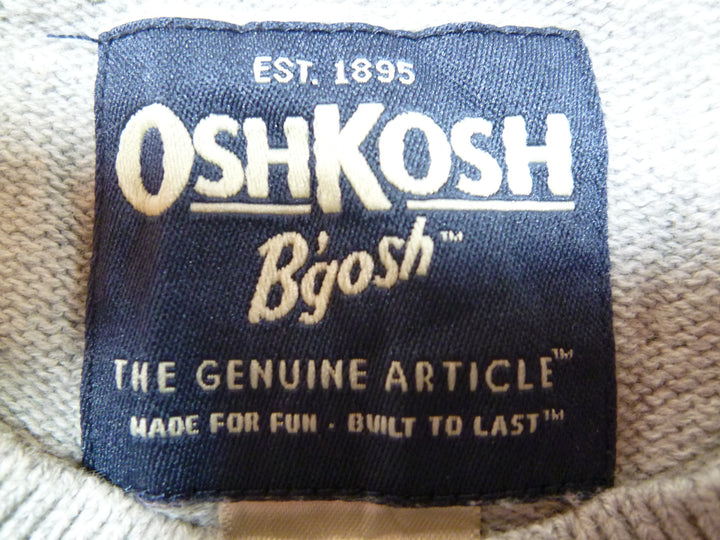 EST. 1895
OSHKOSH
B'gosh™
THE GENUINE ARTICLE™
MADE FOR FUN · BUILT TO LAST™